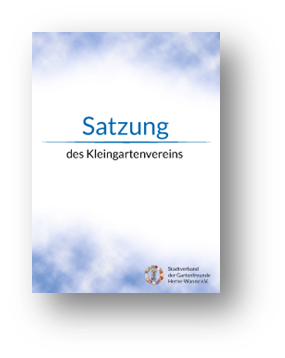 Satzung
des Kleingartenvereins
Stadtverband
der Gartenfreunde
Herne-Wanne e.V.